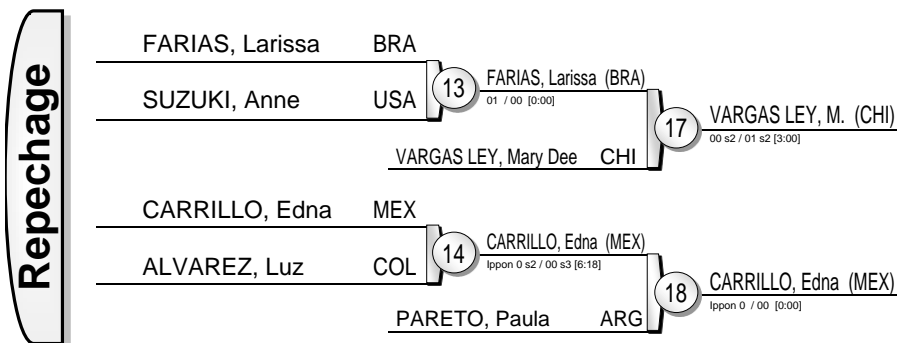 Repechage
FARIAS, Larissa BRA
SUZUKI, Anne USA
13
FARIAS, Larissa (BRA)
01 / 00 [0:00]
VARGAS LEY, Mary Dee CHI
17
VARGAS LEY, M. (CHI)
00 s2 / 01 s2 [3:00]
CARRILLO, Edna MEX
ALVAREZ, Luz COL
14
CARRILLO, Edna (MEX)
Ippon 0 s2 / 00 s3 [6:18]
PARETO, Paula ARG
18
CARRILLO, Edna (MEX)
Ippon 0 / 00 [0:00]